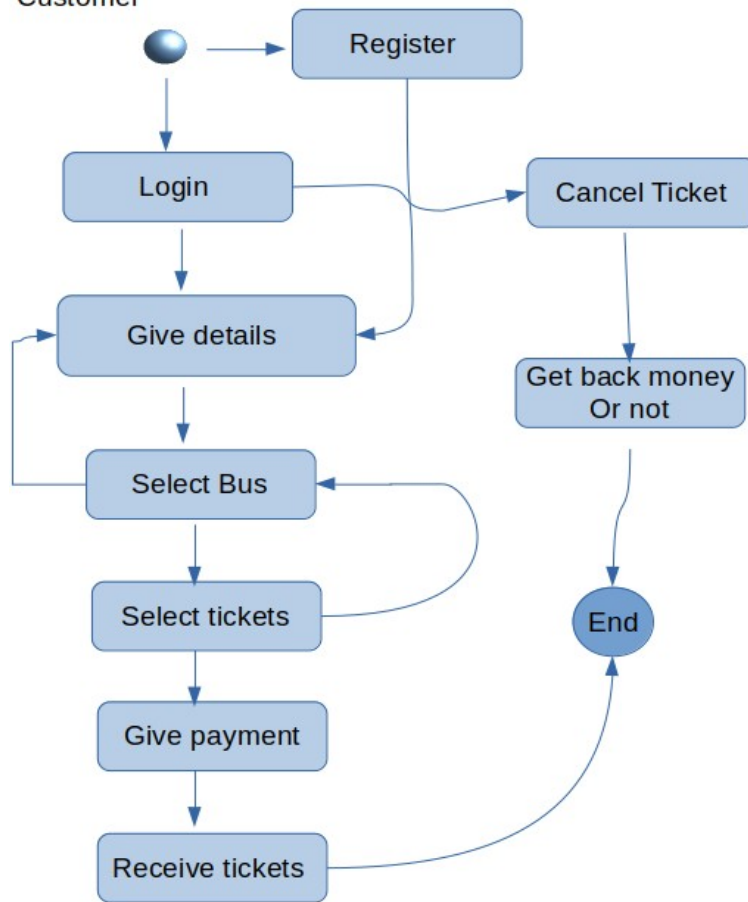 Customer
Register
Login
Cancel Ticket
Give details
Get back money
Or not
Select Bus
Select tickets
End
Give payment
Receive tickets